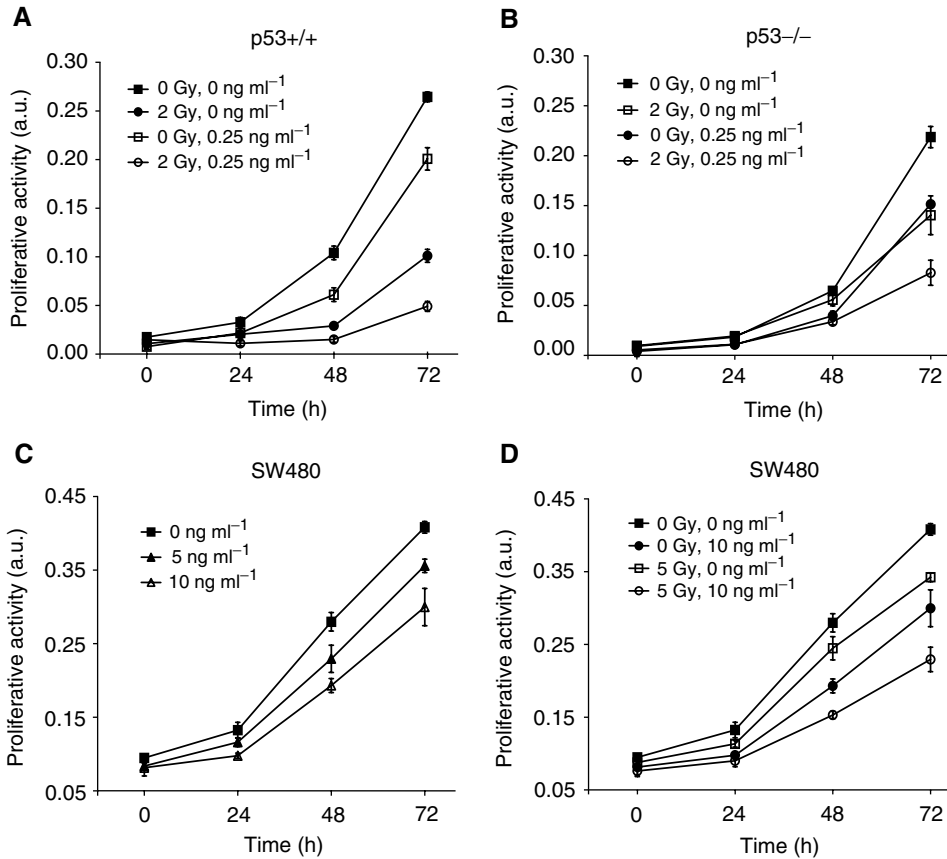 A
p53+/+
Proliferative activity (a.u.)
0.30
0.25
0.20
0.15
0.10
0.05
0.00
0 Gy, 0 ng ml⁻¹
2 Gy, 0 ng ml⁻¹
0 Gy, 0.25 ng ml⁻¹
2 Gy, 0.25 ng ml⁻¹
0 24 48 72
Time (h)
B
p53–/–
Proliferative activity (a.u.)
0.30
0.25
0.20
0.15
0.10
0.05
0.00
0 Gy, 0 ng ml⁻¹
2 Gy, 0 ng ml⁻¹
0 Gy, 0.25 ng ml⁻¹
2 Gy, 0.25 ng ml⁻¹
0 24 48 72
Time (h)
C
SW480
Proliferative activity (a.u.)
0.45
0.35
0.25
0.15
0.05
0 ng ml⁻¹
5 ng ml⁻¹
10 ng ml⁻¹
0 24 48 72
Time (h)
D
SW480
Proliferative activity (a.u.)
0.45
0.35
0.25
0.15
0.05
0 Gy, 0 ng ml⁻¹
0 Gy, 10 ng ml⁻¹
5 Gy, 0 ng ml⁻¹
5 Gy, 10 ng ml⁻¹
0 24 48 72
Time (h)